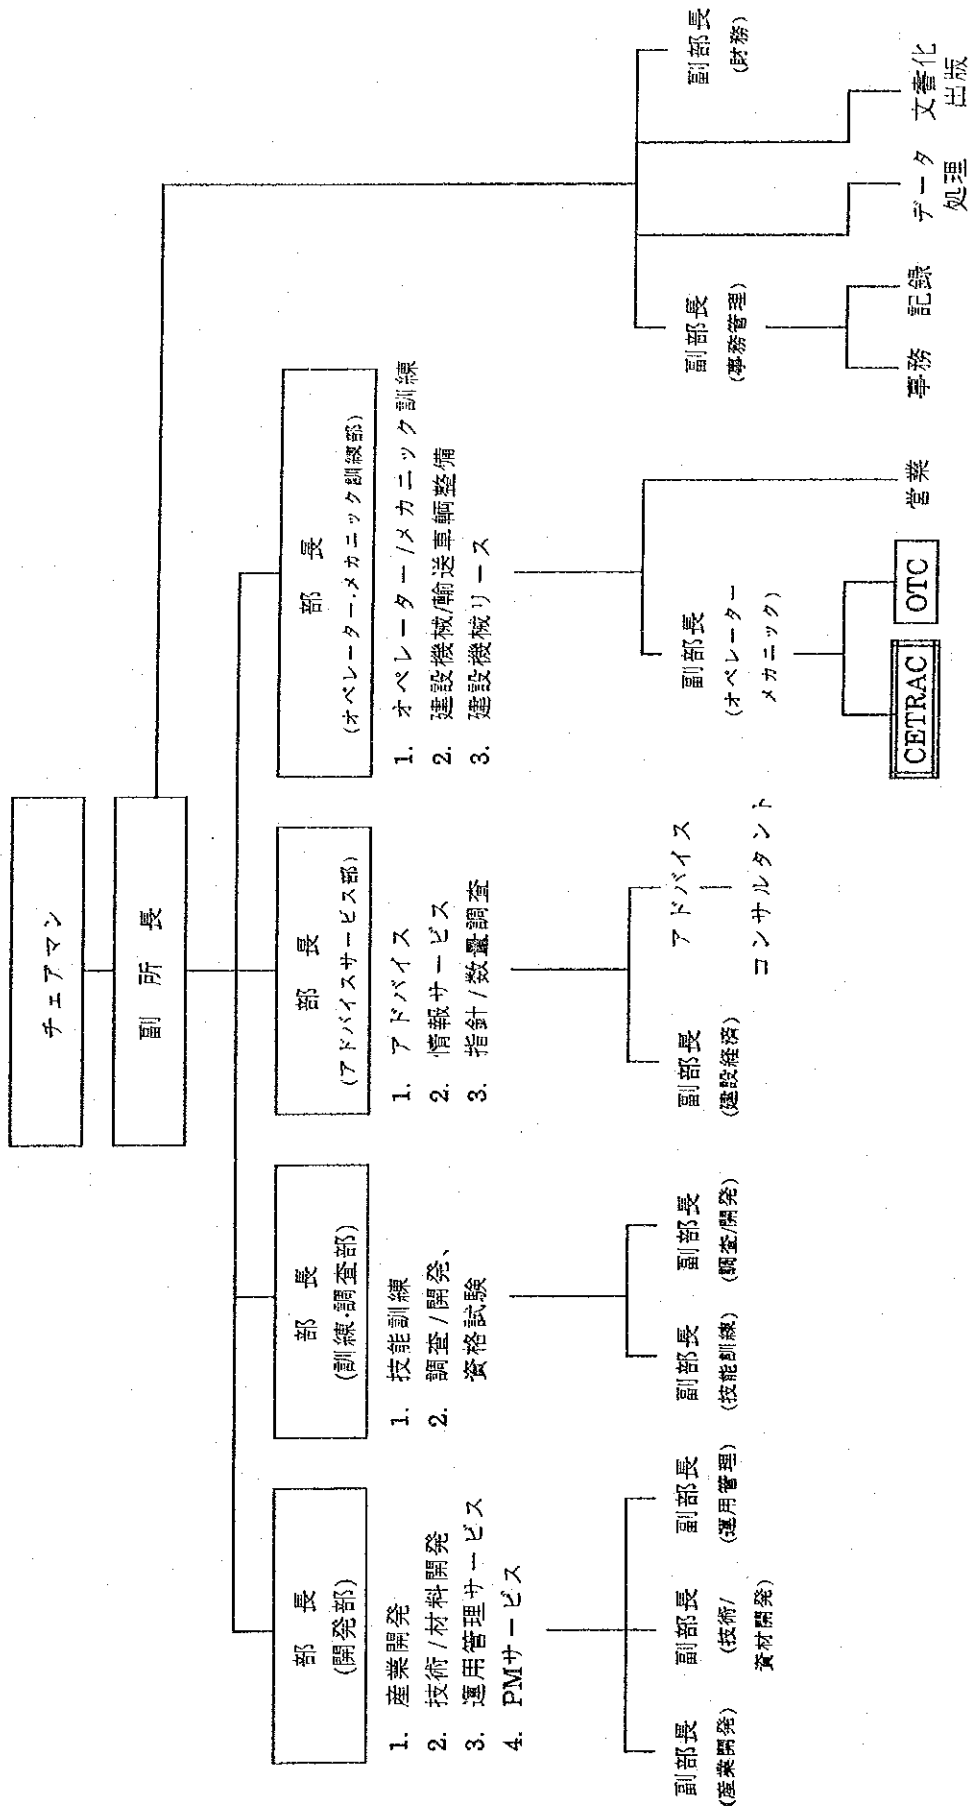 チェアマン
副所長
部長
(開発部)
1. 産業開発
2. 技術/材料開発
3. 運用管理サービス
4. PMサービス
副部長
(産業開発)
副部長
(技術/
資材開発)
副部長
(運用管理)
部長
(訓練・調査部)
1. 技能訓練
2. 調査/開発、
資格試験
副部長
(技能訓練)
副部長
(調査/開発)
部長
(アドバイスサービス部)
1. アドバイス
2. 情報サービス
3. 指針/数量調査
副部長
(建設経済)
アドバイス
コンサルタント
部長
(オペレーター・メカニック訓練部)
1. オペレーター/メカニック訓練
2. 建設機械/輸送車輌整備
3. 建設機械リース
副部長
(オペレーター
メカニック)
CETRAC
OTC
営業
副部長
(事務管理)
事務
記録
データ
処理
文書化
出版
副部長
(財務)